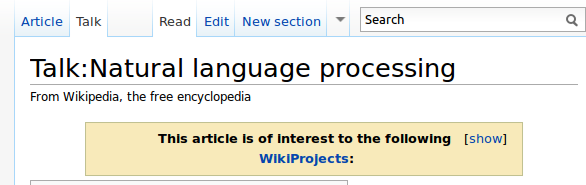 Article Talk Read Edit New section Search
Talk:Natural language processing
From Wikipedia, the free encyclopedia
This article is of interest to the following [show]
WikiProjects: